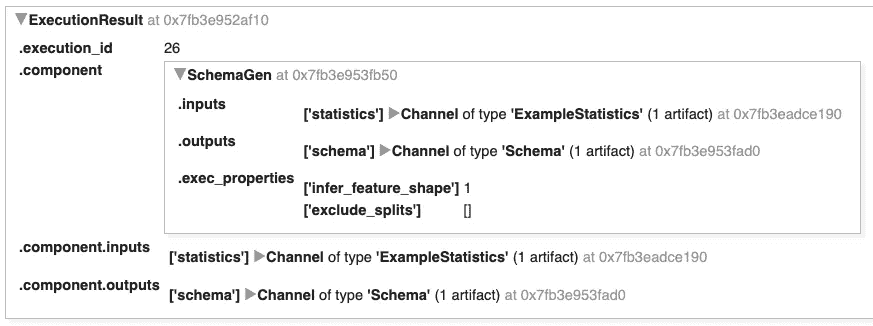 ▼ExecutionResult at 0x7fb3e952af10
.execution_id 26
.component ▼SchemaGen at 0x7fb3e953fb50
.inputs ['statistics'] ▶Channel of type 'ExampleStatistics' (1 artifact) at 0x7fb3eadce190
.outputs ['schema'] ▶Channel of type 'Schema' (1 artifact) at 0x7fb3e953fad0
.exec_properties ['infer_feature_shape'] 1
['exclude_splits'] []
.component.inputs ['statistics'] ▶Channel of type 'ExampleStatistics' (1 artifact) at 0x7fb3eadce190
.component.outputs ['schema'] ▶Channel of type 'Schema' (1 artifact) at 0x7fb3e953fad0